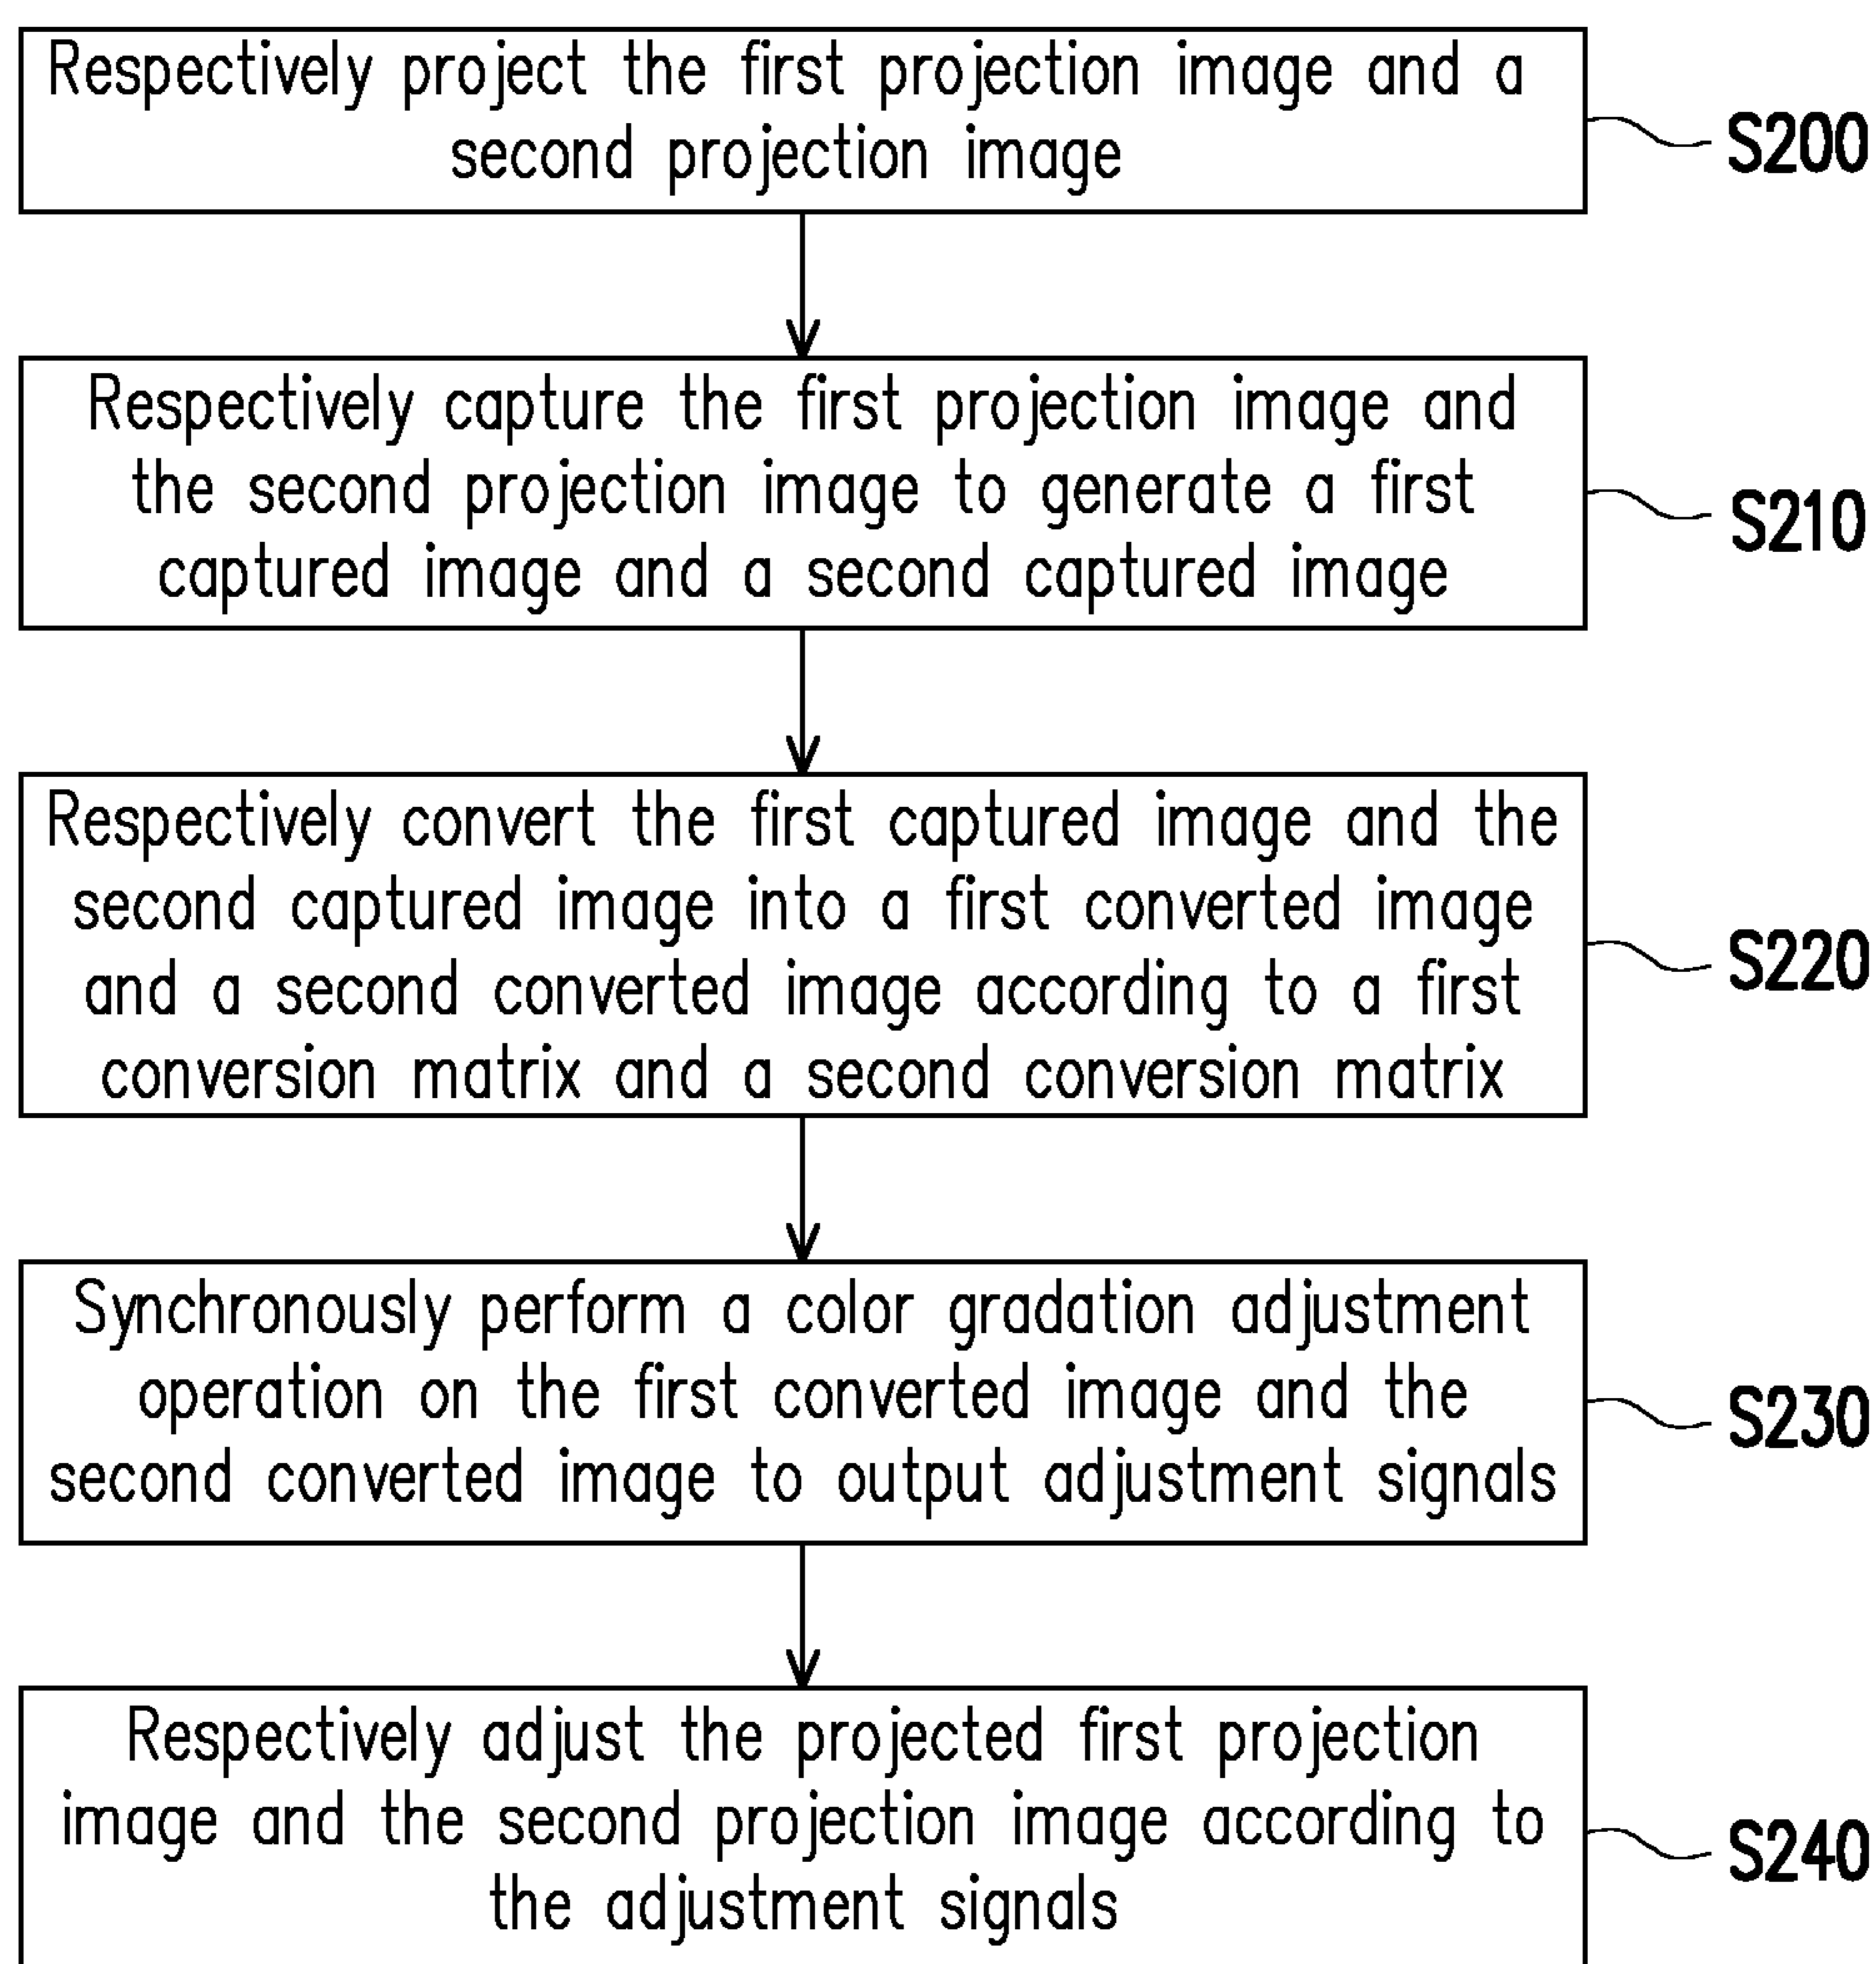 Respectively project the first projection image and a
second projection image
S200
Respectively capture the first projection image and
the second projection image to generate a first
captured image and a second captured image
S210
Respectively convert the first captured image and the
second captured image into a first converted image
and a second converted image according to a first
conversion matrix and a second conversion matrix
S220
Synchronously perform a color gradation adjustment
operation on the first converted image and the
second converted image to output adjustment signals
S230
Respectively adjust the projected first projection
image and the second projection image according to
the adjustment signals
S240